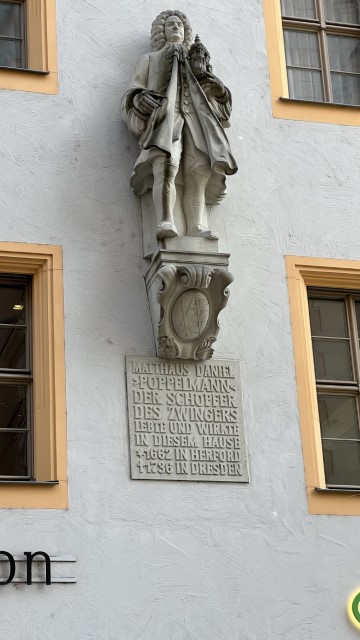 MATTHÄUS DANIEL
›PÖPPELMANN‹
DER SCHÖPFER
DES ZWINGERS
LEBTE UND WIRKTE
IN DIESEM HAUSE
*1662 IN HERFORD
†1736 IN DRESDEN
on